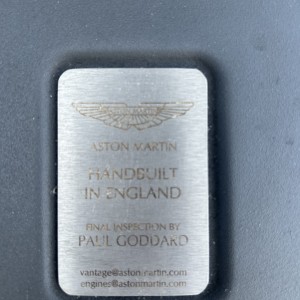 ASTON MARTIN
HANDBUILT
IN ENGLAND
FINAL INSPECTION BY
PAUL GODDARD
vantage@astonmartin.com
engines@astonmartin.com